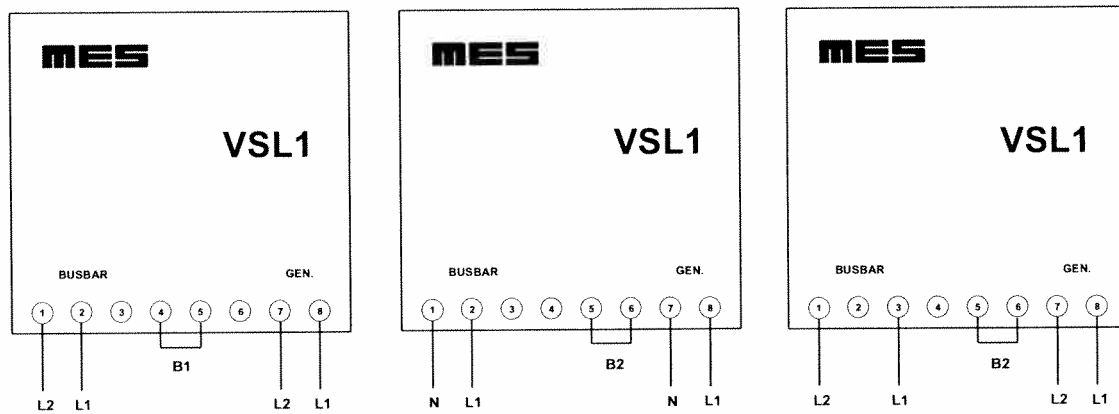 MES
VSL1
BUSBAR GEN.
1 2 3 4 5 6 7 8
B1
L2 L1 L2 L1
MES
VSL1
BUSBAR GEN.
1 2 3 4 5 6 7 8
B2
N L1 N L1
MES
VSL1
BUSBAR GEN.
1 2 3 4 5 6 7 8
B2
L2 L1 L2 L1